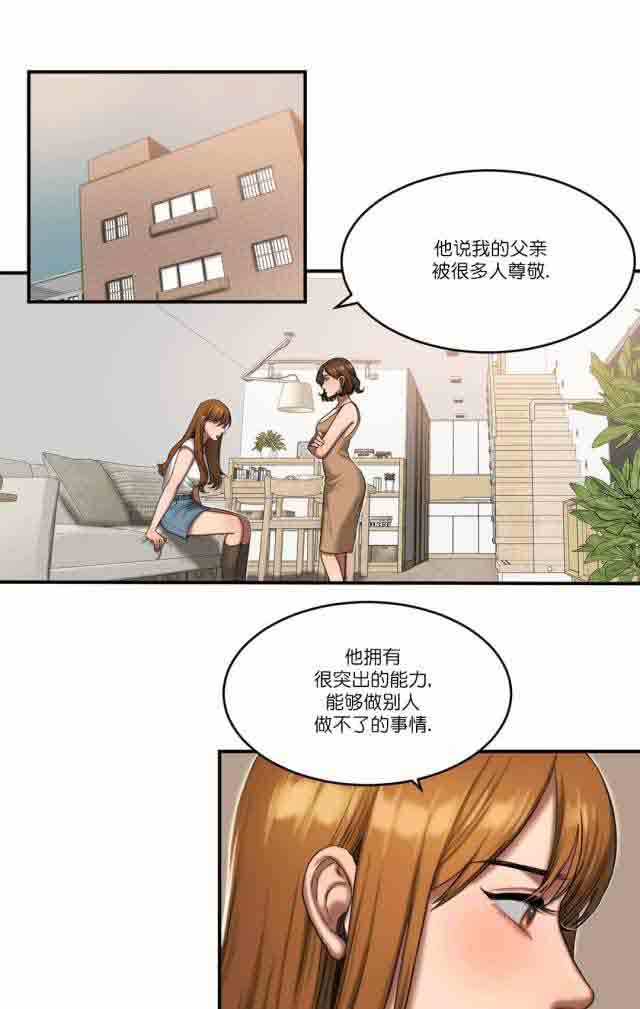 他说我的父亲
被很多人尊敬.
他拥有
很突出的能力,
能够做别人
做不了的事情.